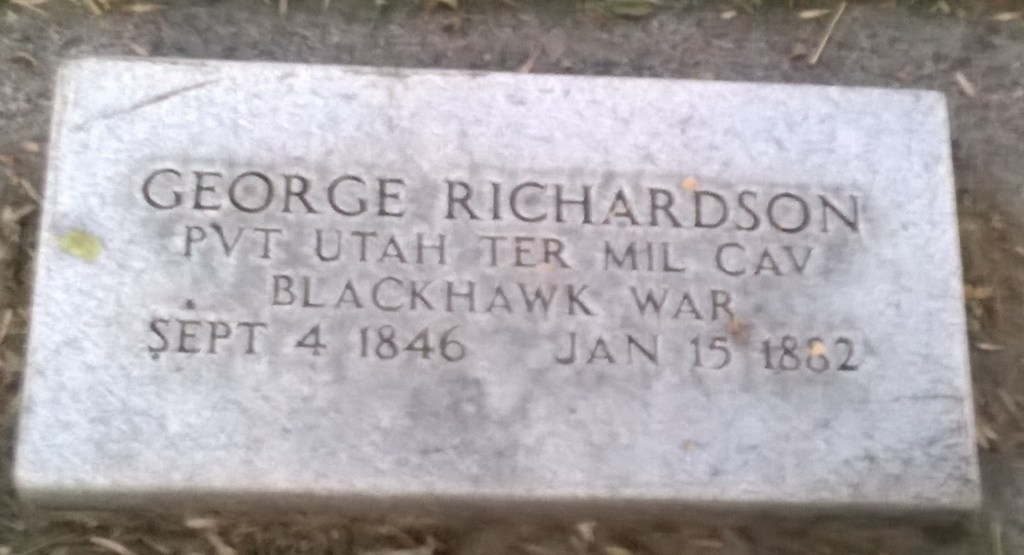 GEORGE RICHARDSON
PVT UTAH TER MIL CAV
BLACKHAWK WAR
SEPT 4 1846 JAN 15 1882